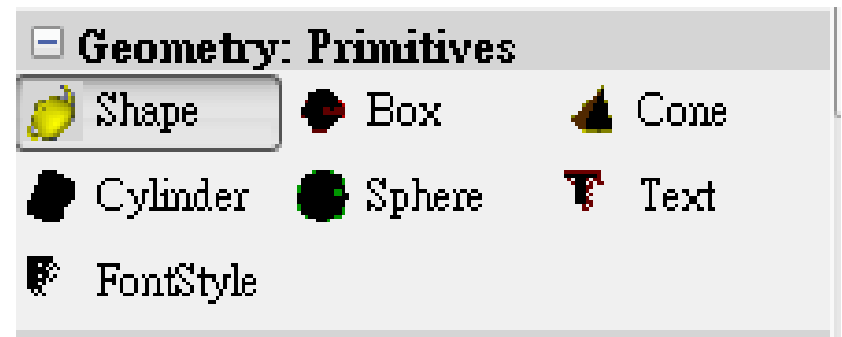 Geometry: Primitives
Shape Box Cone
Cylinder Sphere Text
FontStyle